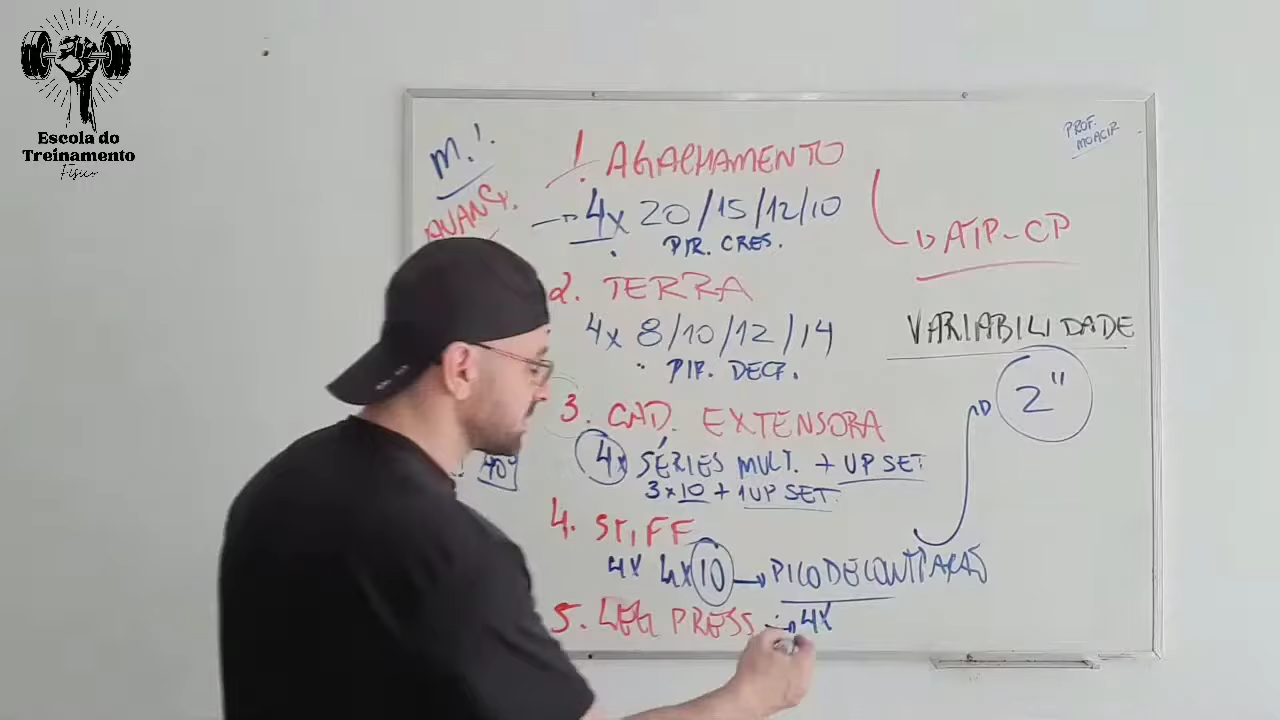 Escola do
Treinamento
Físico
PROF.
MOACIR
M.!
AVANÇ.
1. AGACHAMENTO
4x 20/15/12/10
PIR. CRES.
ATP-CP
2. TERRA
4x 8/10/12/14
PIR. DECR.
VARIABILIDADE
2"
3. CAD. EXTENSORA
4x SÉRIES MULT. + UP SET
3x10 + 1UP SET
40"
4. STIFF
4x 4x10 PICO DE CONTRAÇÃO
5. LEG PRESS 4x